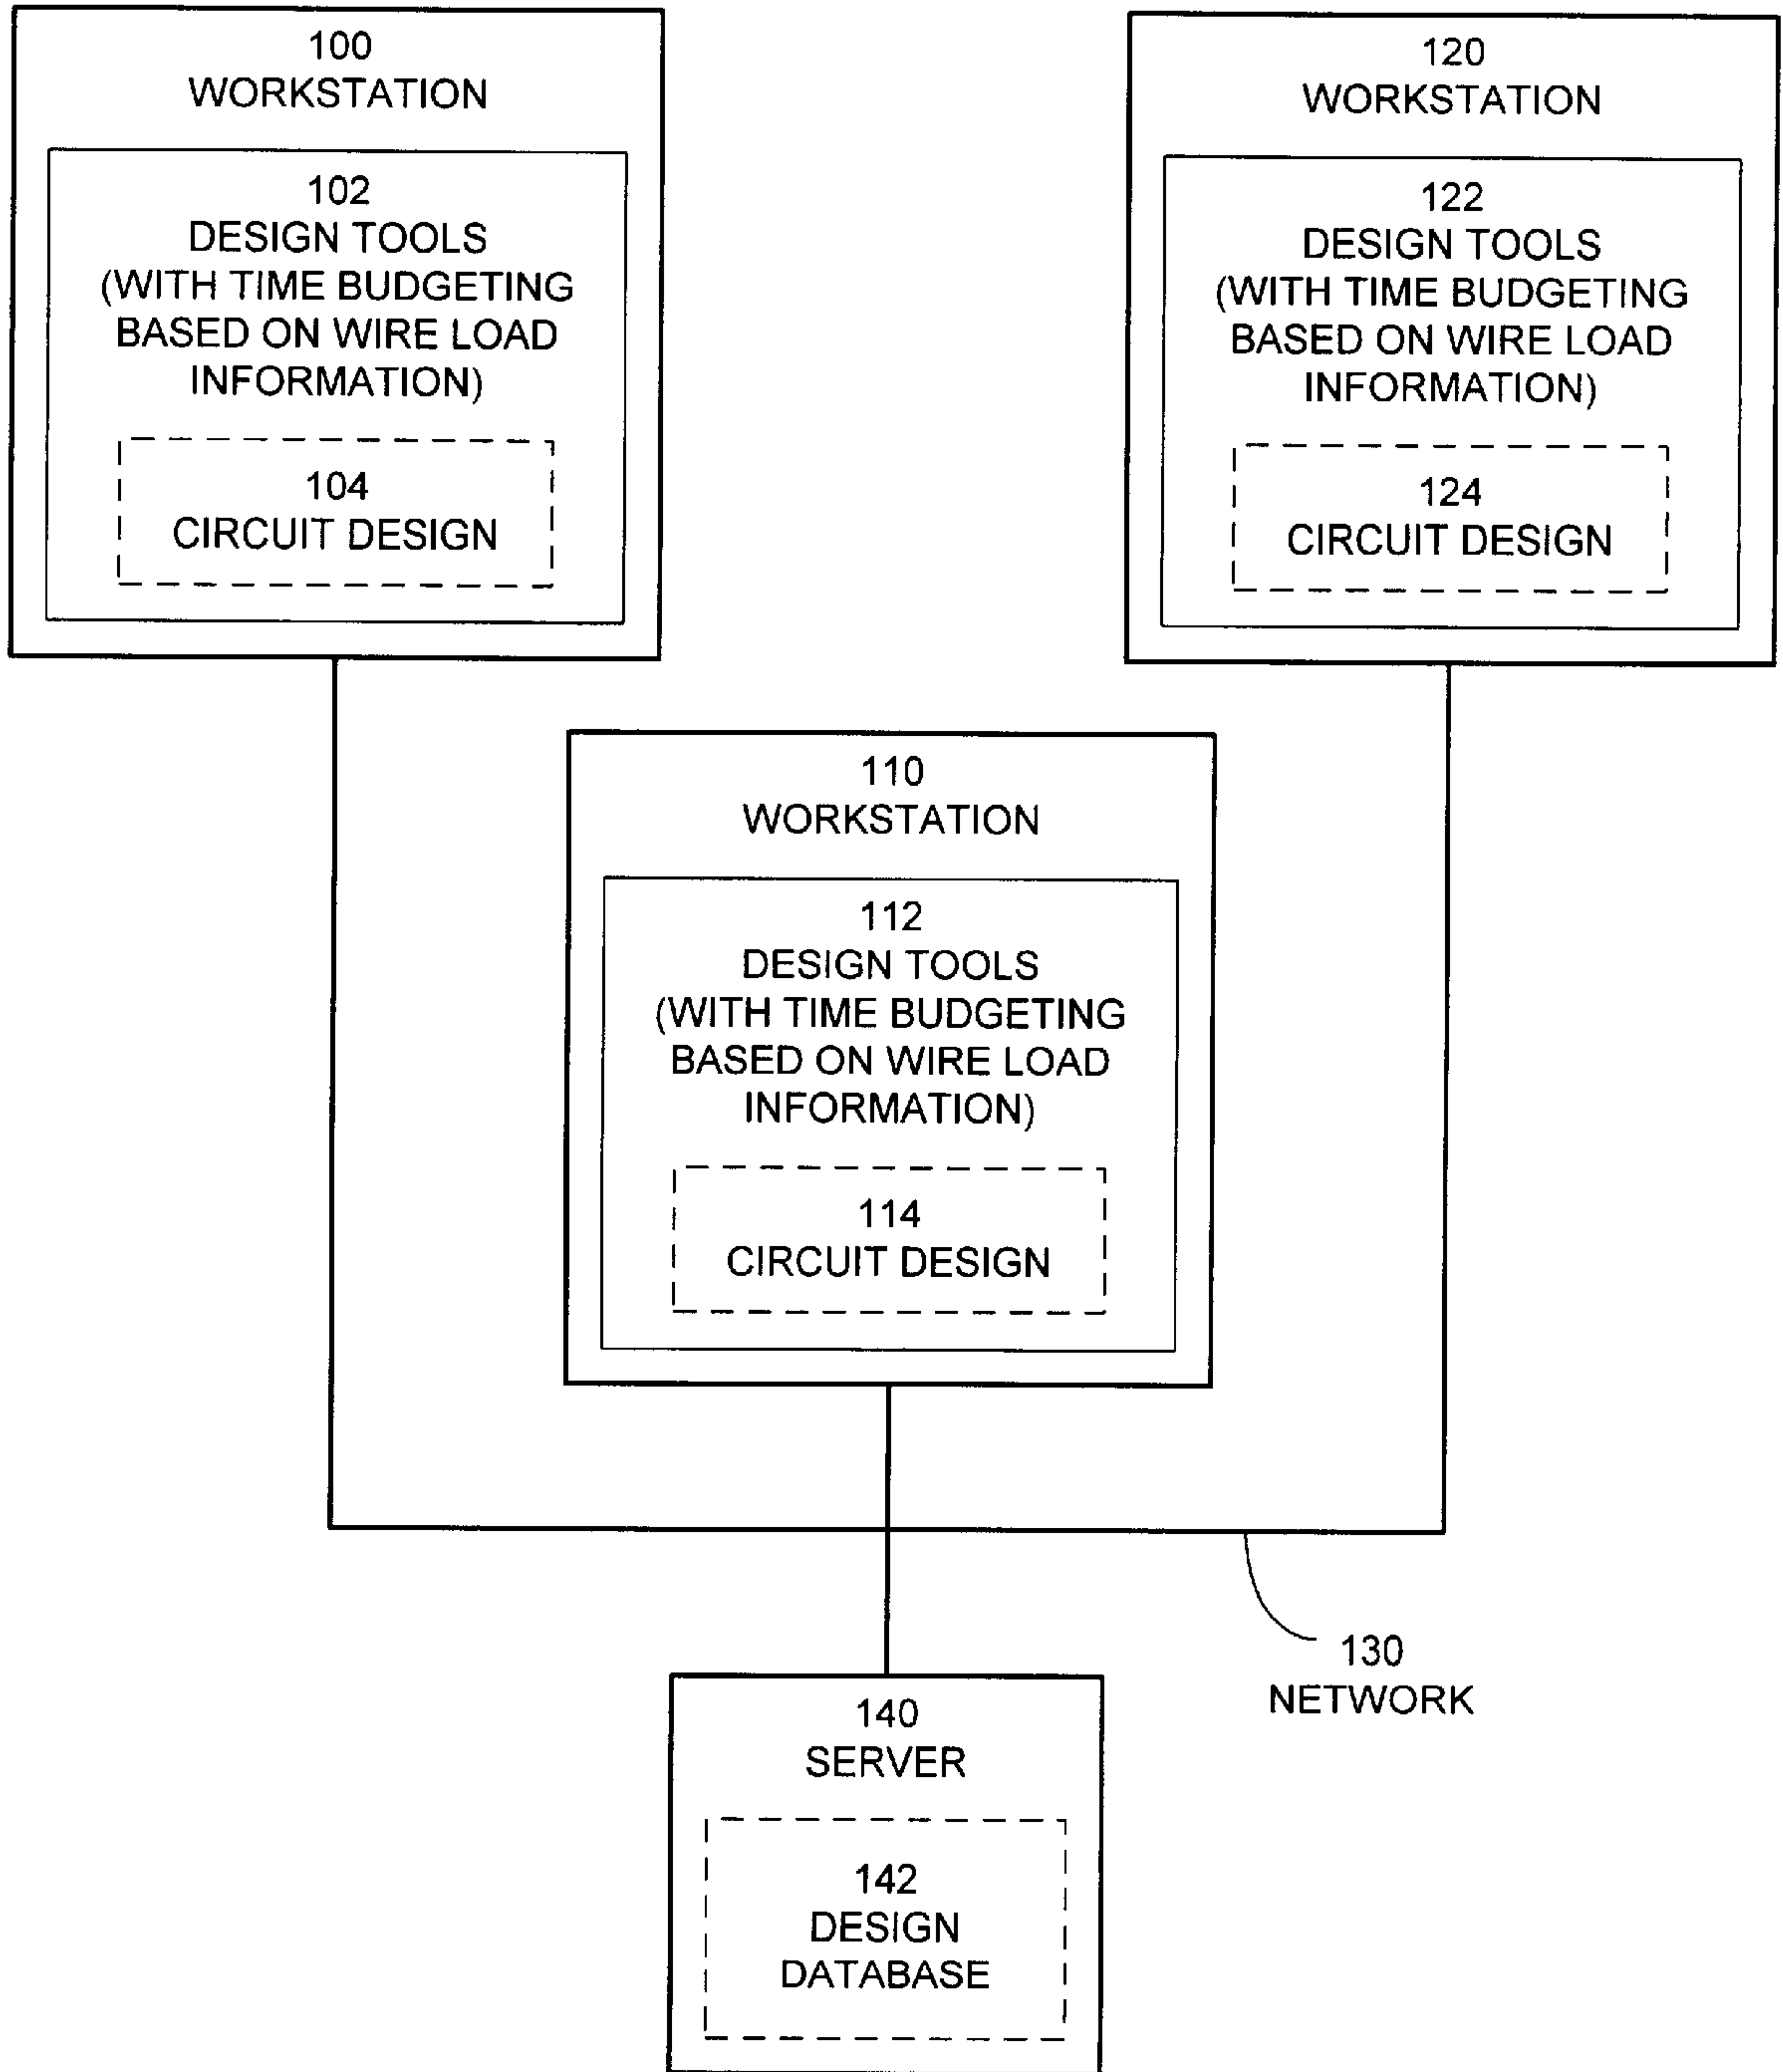 100
WORKSTATION
102
DESIGN TOOLS
(WITH TIME BUDGETING
BASED ON WIRE LOAD
INFORMATION)
104
CIRCUIT DESIGN
120
WORKSTATION
122
DESIGN TOOLS
(WITH TIME BUDGETING
BASED ON WIRE LOAD
INFORMATION)
124
CIRCUIT DESIGN
110
WORKSTATION
112
DESIGN TOOLS
(WITH TIME BUDGETING
BASED ON WIRE LOAD
INFORMATION)
114
CIRCUIT DESIGN
130
NETWORK
140
SERVER
142
DESIGN
DATABASE